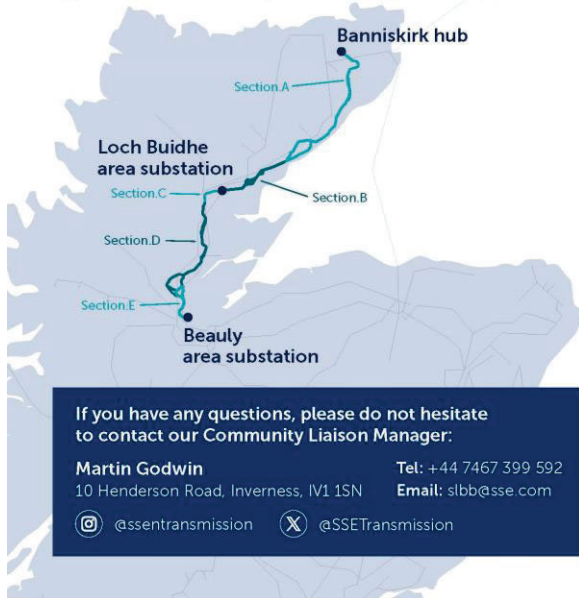 Banniskirk hub
Section.A
Loch Buidhe
area substation
Section.C
Section.B
Section.D
Section.E
Beauly
area substation
If you have any questions, please do not hesitate
to contact our Community Liaison Manager:
Martin Godwin
Tel: +44 7467 399 592
10 Henderson Road, Inverness, IV1 1SN
Email: slbb@sse.com
@ssentransmission
@SSETransmission